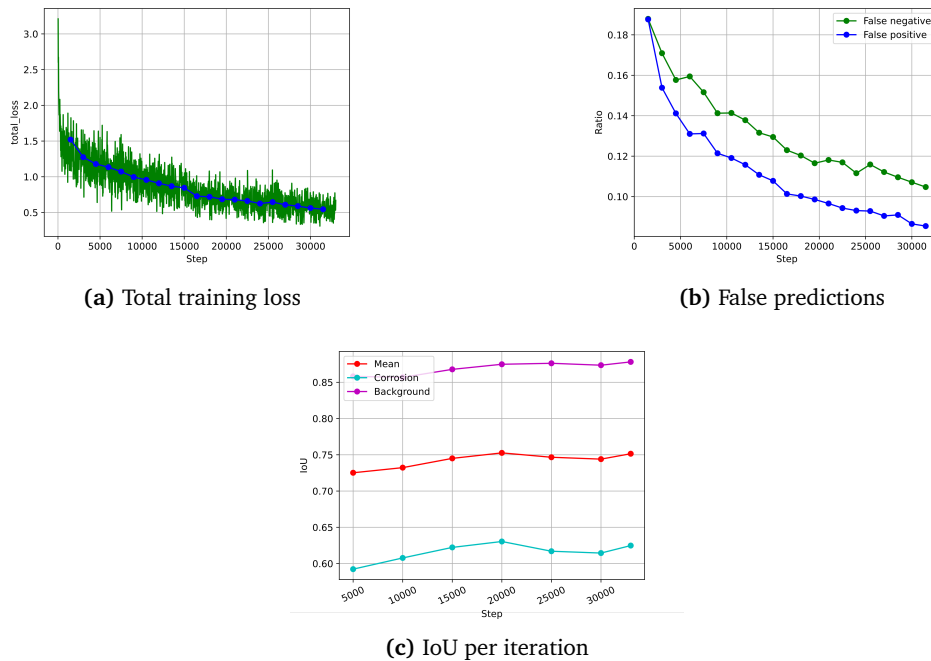 3.0
2.5
2.0
1.5
1.0
0.5
total_loss
0 5000 10000 15000 20000 25000 30000
Step
(a) Total training loss
0.18
0.16
0.14
0.12
0.10
Ratio
False negative
False positive
0 5000 10000 15000 20000 25000 30000
Step
(b) False predictions
0.85
0.80
0.75
0.70
0.65
0.60
IoU
Mean
Corrosion
Background
5000 10000 15000 20000 25000 30000
Step
(c) IoU per iteration